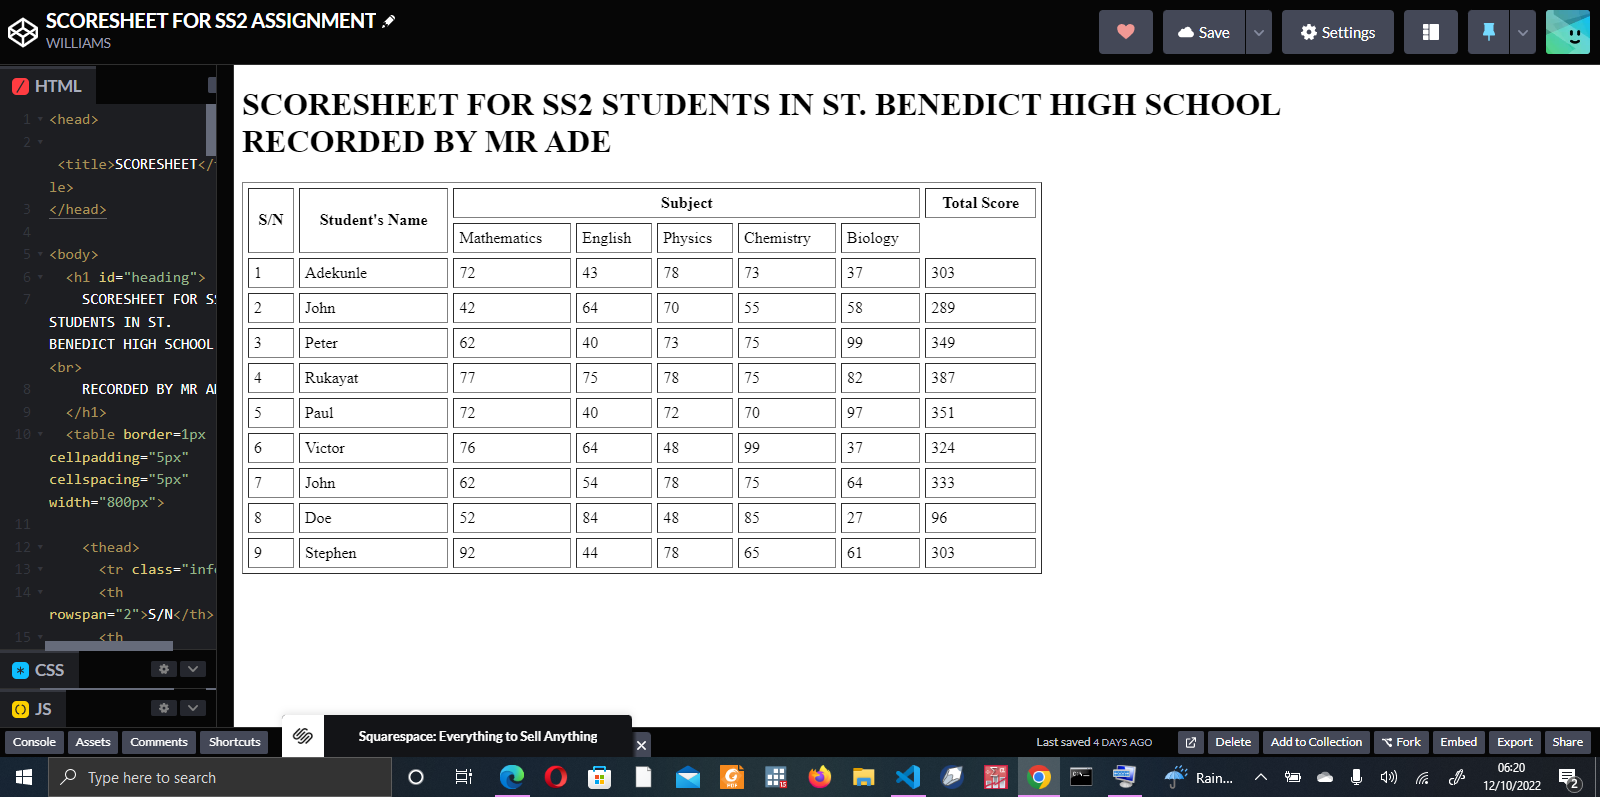 SCORESHEET FOR SS2 ASSIGNMENT
WILLIAMS
Save
Settings
HTML
1 <head>
2
<title>SCORESHEET</
le>
3 </head>
4
5 <body>
6 <h1 id="heading">
7 SCORESHEET FOR SS
STUDENTS IN ST.
BENEDICT HIGH SCHOOL
<br>
8 RECORDED BY MR A
9 </h1>
10 <table border=1px
cellpadding="5px"
cellspacing="5px"
width="800px">
11
12 <thead>
13 <tr class="inf
14 <th
rowspan="2">S/N</th>
15 <th
CSS
JS
SCORESHEET FOR SS2 STUDENTS IN ST. BENEDICT HIGH SCHOOL
RECORDED BY MR ADE
S/N Student's Name Subject Total Score
Mathematics English Physics Chemistry Biology
1 Adekunle 72 43 78 73 37 303
2 John 42 64 70 55 58 289
3 Peter 62 40 73 75 99 349
4 Rukayat 77 75 78 75 82 387
5 Paul 72 40 72 70 97 351
6 Victor 76 64 48 99 37 324
7 John 62 54 78 75 64 333
8 Doe 52 84 48 85 27 96
9 Stephen 92 44 78 65 61 303
Console Assets Comments Shortcuts
Squarespace: Everything to Sell Anything
Last saved 4 DAYS AGO
Delete Add to Collection Fork Embed Export Share
Type here to search
Rain...
06:20
12/10/2022
2